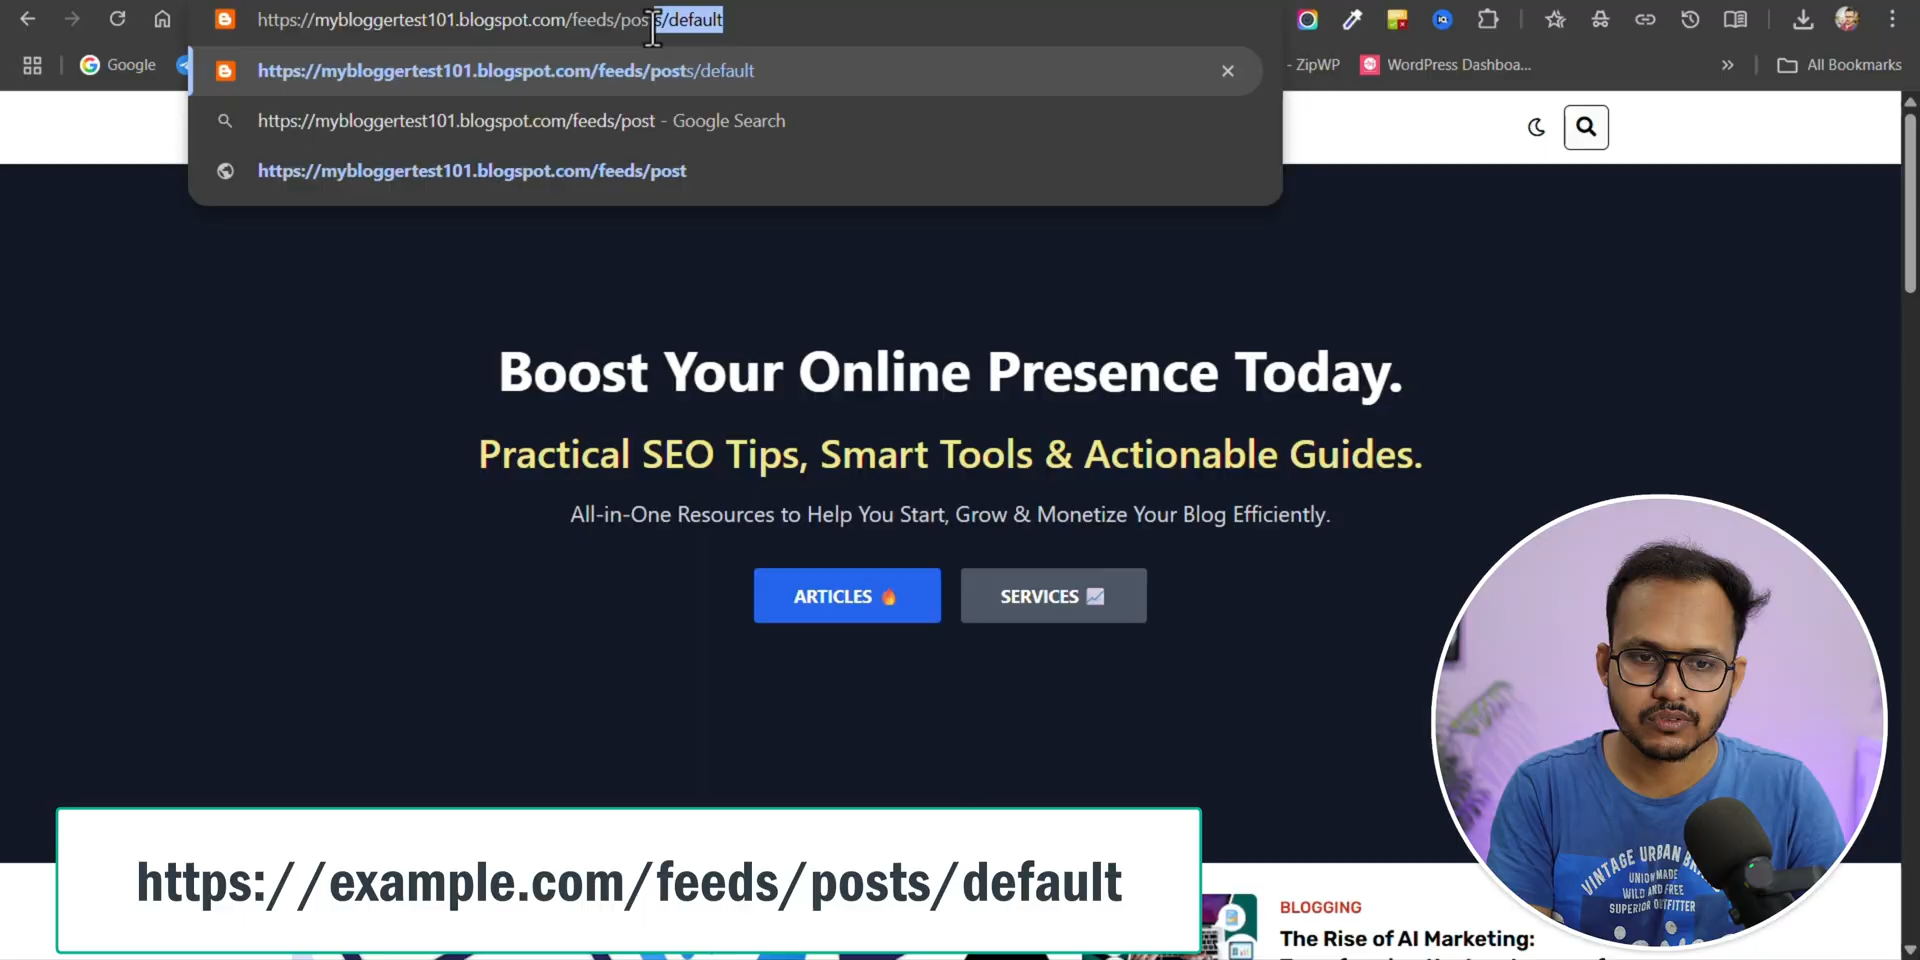 https://mybloggertest101.blogspot.com/feeds/posts/default
https://mybloggertest101.blogspot.com/feeds/posts/default
https://mybloggertest101.blogspot.com/feeds/post - Google Search
https://mybloggertest101.blogspot.com/feeds/post
Google
- ZipWP
WordPress Dashboa...
All Bookmarks
Boost Your Online Presence Today.
Practical SEO Tips, Smart Tools & Actionable Guides.
All-in-One Resources to Help You Start, Grow & Monetize Your Blog Efficiently.
ARTICLES 🔥
SERVICES 📈
https://example.com/feeds/posts/default
BLOGGING
The Rise of AI Marketing:
VINTAGE URBAN
UNION MADE
WILD AND FREE
SUPERIOR OUTFITTER